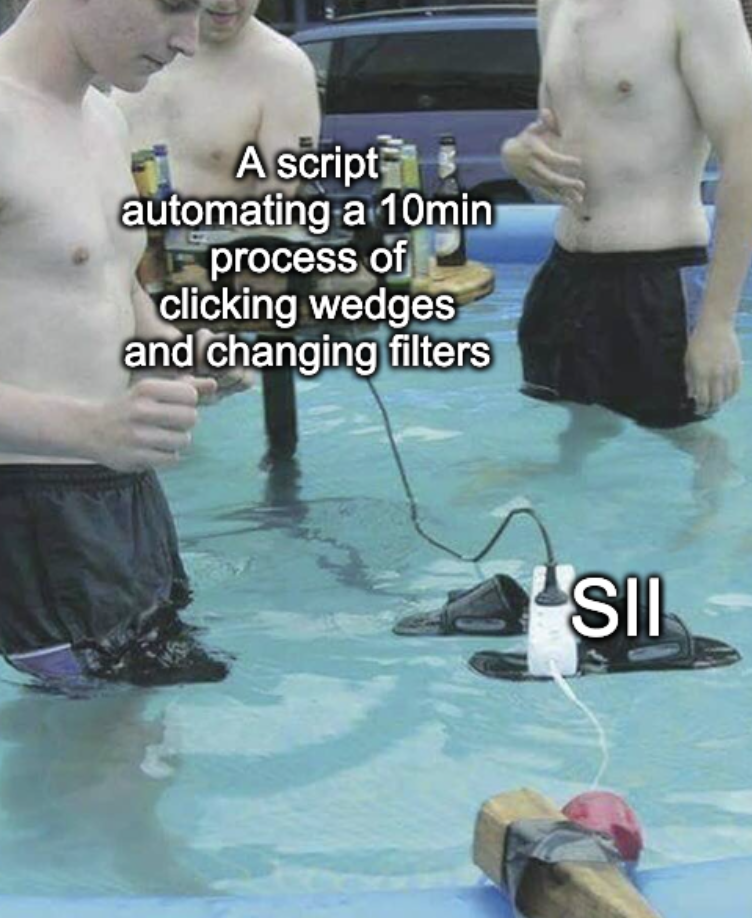 A script
automating a 10min
process of
clicking wedges
and changing filters
SII